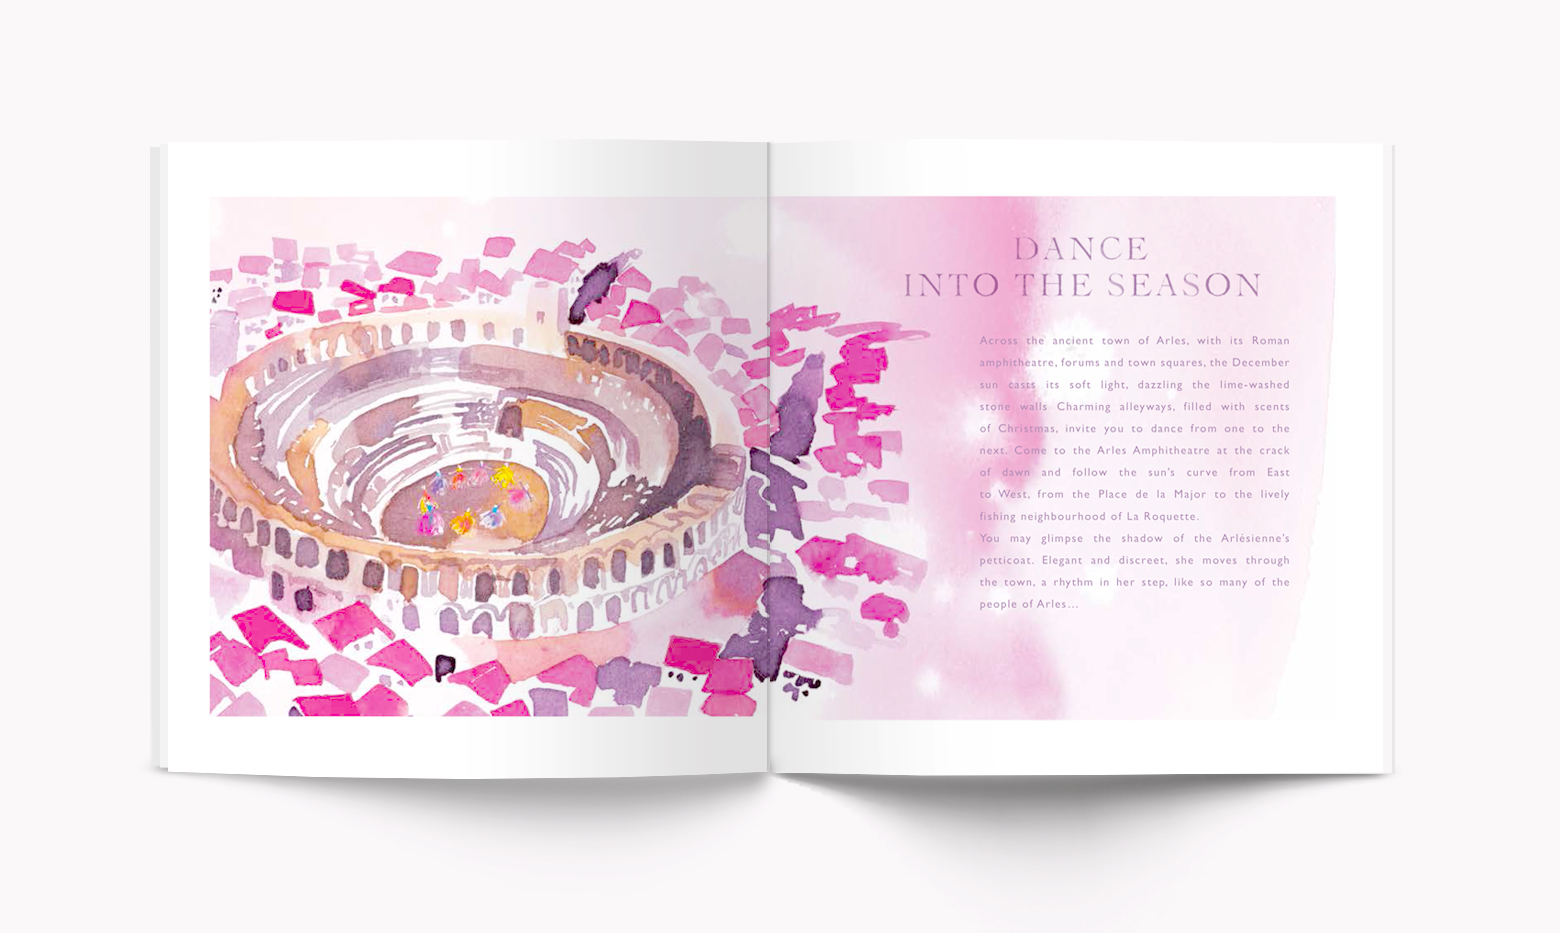 DANCE
INTO THE SEASON
Across the ancient town of Arles, with its Roman
amphitheatre, forums and town squares, the December
sun casts its soft light, dazzling the lime-washed
stone walls Charming alleyways, filled with scents
of Christmas, invite you to dance from one to the
next. Come to the Arles Amphitheatre at the crack
of dawn and follow the sun's curve from East
to West, from the Place de la Major to the lively
fishing neighbourhood of La Roquette.
You may glimpse the shadow of the Arlésienne's
petticoat. Elegant and discreet, she moves through
the town, a rhythm in her step, like so many of the
people of Arles...